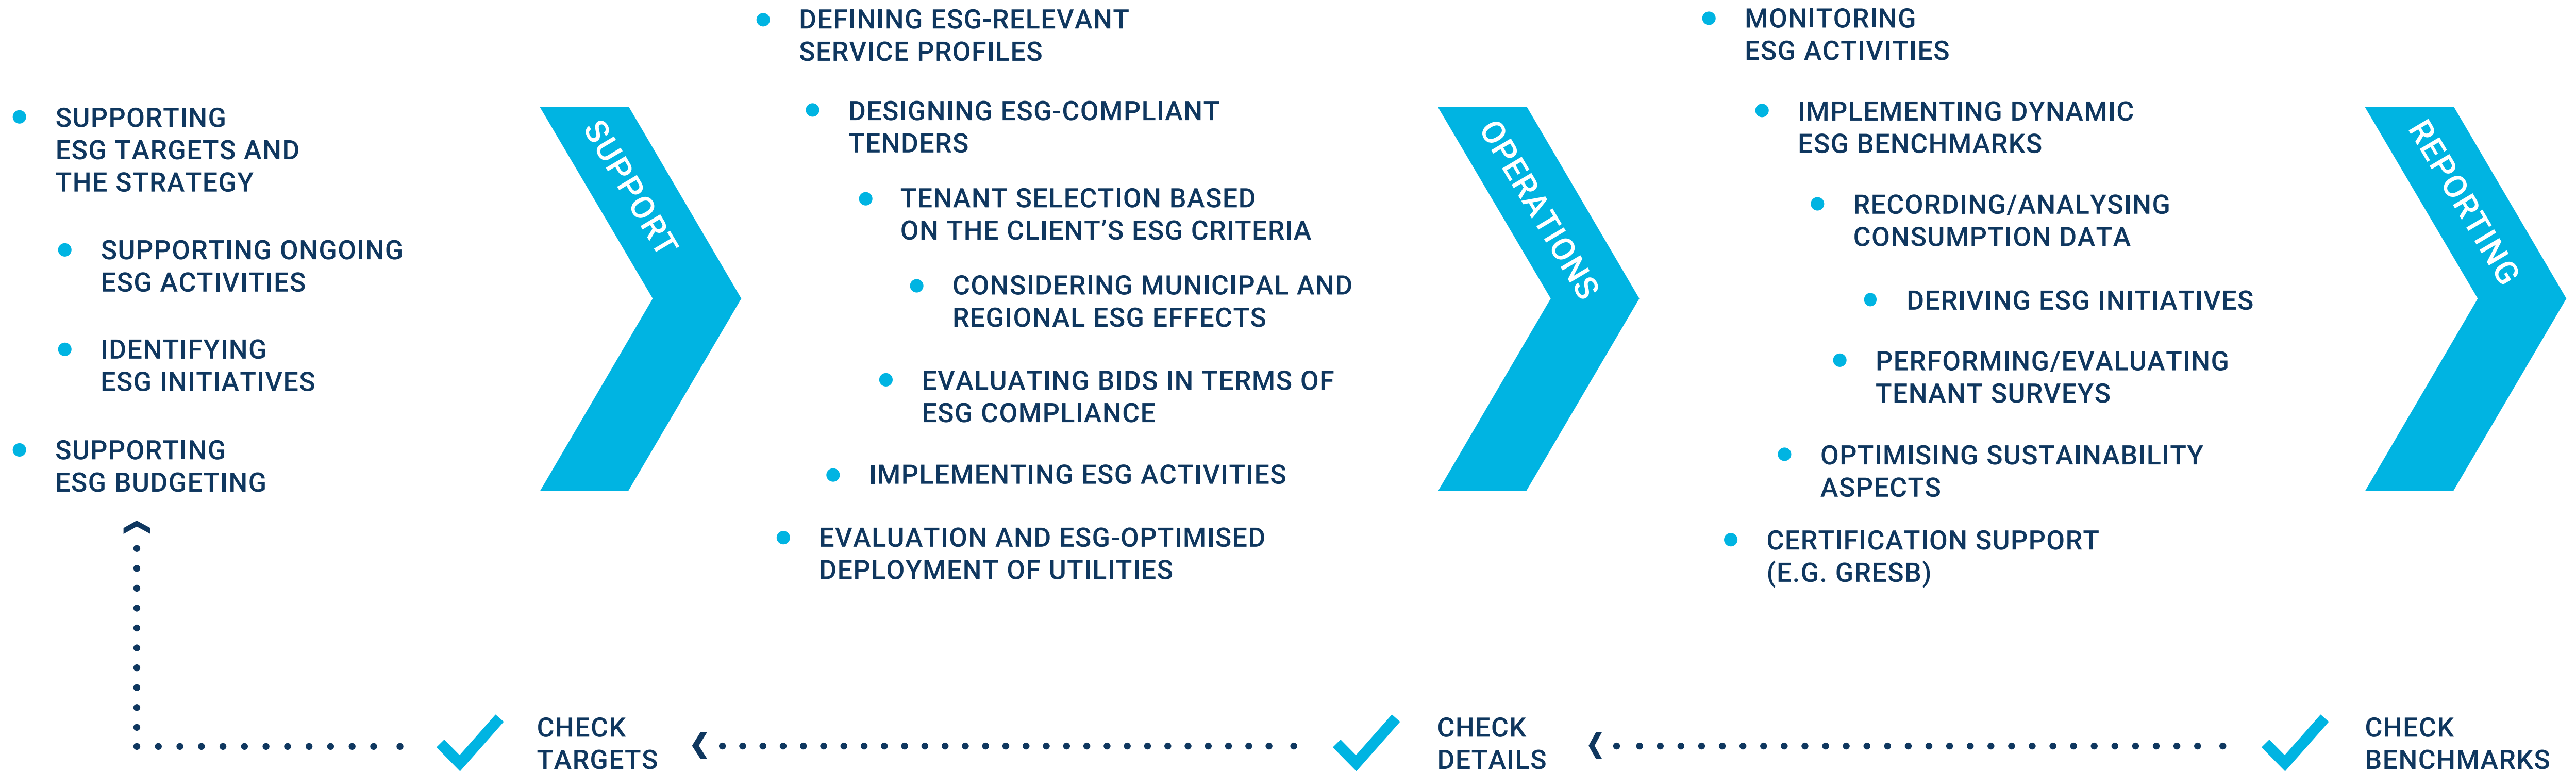 SUPPORTING
ESG TARGETS AND
THE STRATEGY
SUPPORTING ONGOING
ESG ACTIVITIES
IDENTIFYING
ESG INITIATIVES
SUPPORTING
ESG BUDGETING
SUPPORT
DEFINING ESG-RELEVANT
SERVICE PROFILES
DESIGNING ESG-COMPLIANT
TENDERS
TENANT SELECTION BASED
ON THE CLIENT’S ESG CRITERIA
CONSIDERING MUNICIPAL AND
REGIONAL ESG EFFECTS
EVALUATING BIDS IN TERMS OF
ESG COMPLIANCE
IMPLEMENTING ESG ACTIVITIES
EVALUATION AND ESG-OPTIMISED
DEPLOYMENT OF UTILITIES
OPERATIONS
MONITORING
ESG ACTIVITIES
IMPLEMENTING DYNAMIC
ESG BENCHMARKS
RECORDING/ANALYSING
CONSUMPTION DATA
DERIVING ESG INITIATIVES
PERFORMING/EVALUATING
TENANT SURVEYS
OPTIMISING SUSTAINABILITY
ASPECTS
CERTIFICATION SUPPORT
(E.G. GRESB)
REPORTING
CHECK
TARGETS
CHECK
DETAILS
CHECK
BENCHMARKS